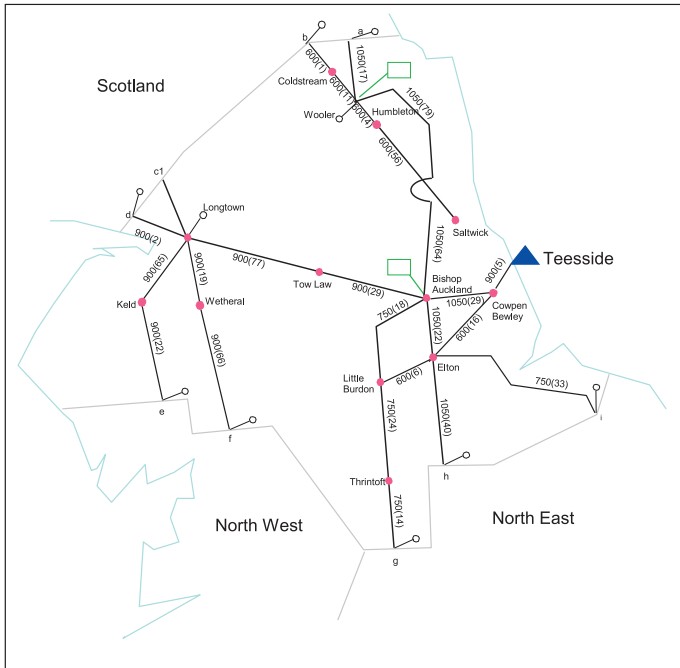 b
a
600(1)
1050(17)
Scotland
Coldstream
600(11)
1050(79)
Wooler
600(4)
Humbleton
600(56)
c1
Longtown
d
900(2)
Saltwick
900(65)
900(19)
900(77)
1050(64)
900(5)
Teesside
Tow Law
900(29)
Bishop
Auckland
1050(29)
Keld
Wetheral
750(18)
1050(22)
Cowpen
Bewley
600(16)
900(22)
900(66)
Elton
Little
Burdon
600(6)
750(33)
e
f
750(24)
1050(40)
i
h
Thrintoft
North West
750(14)
North East
g